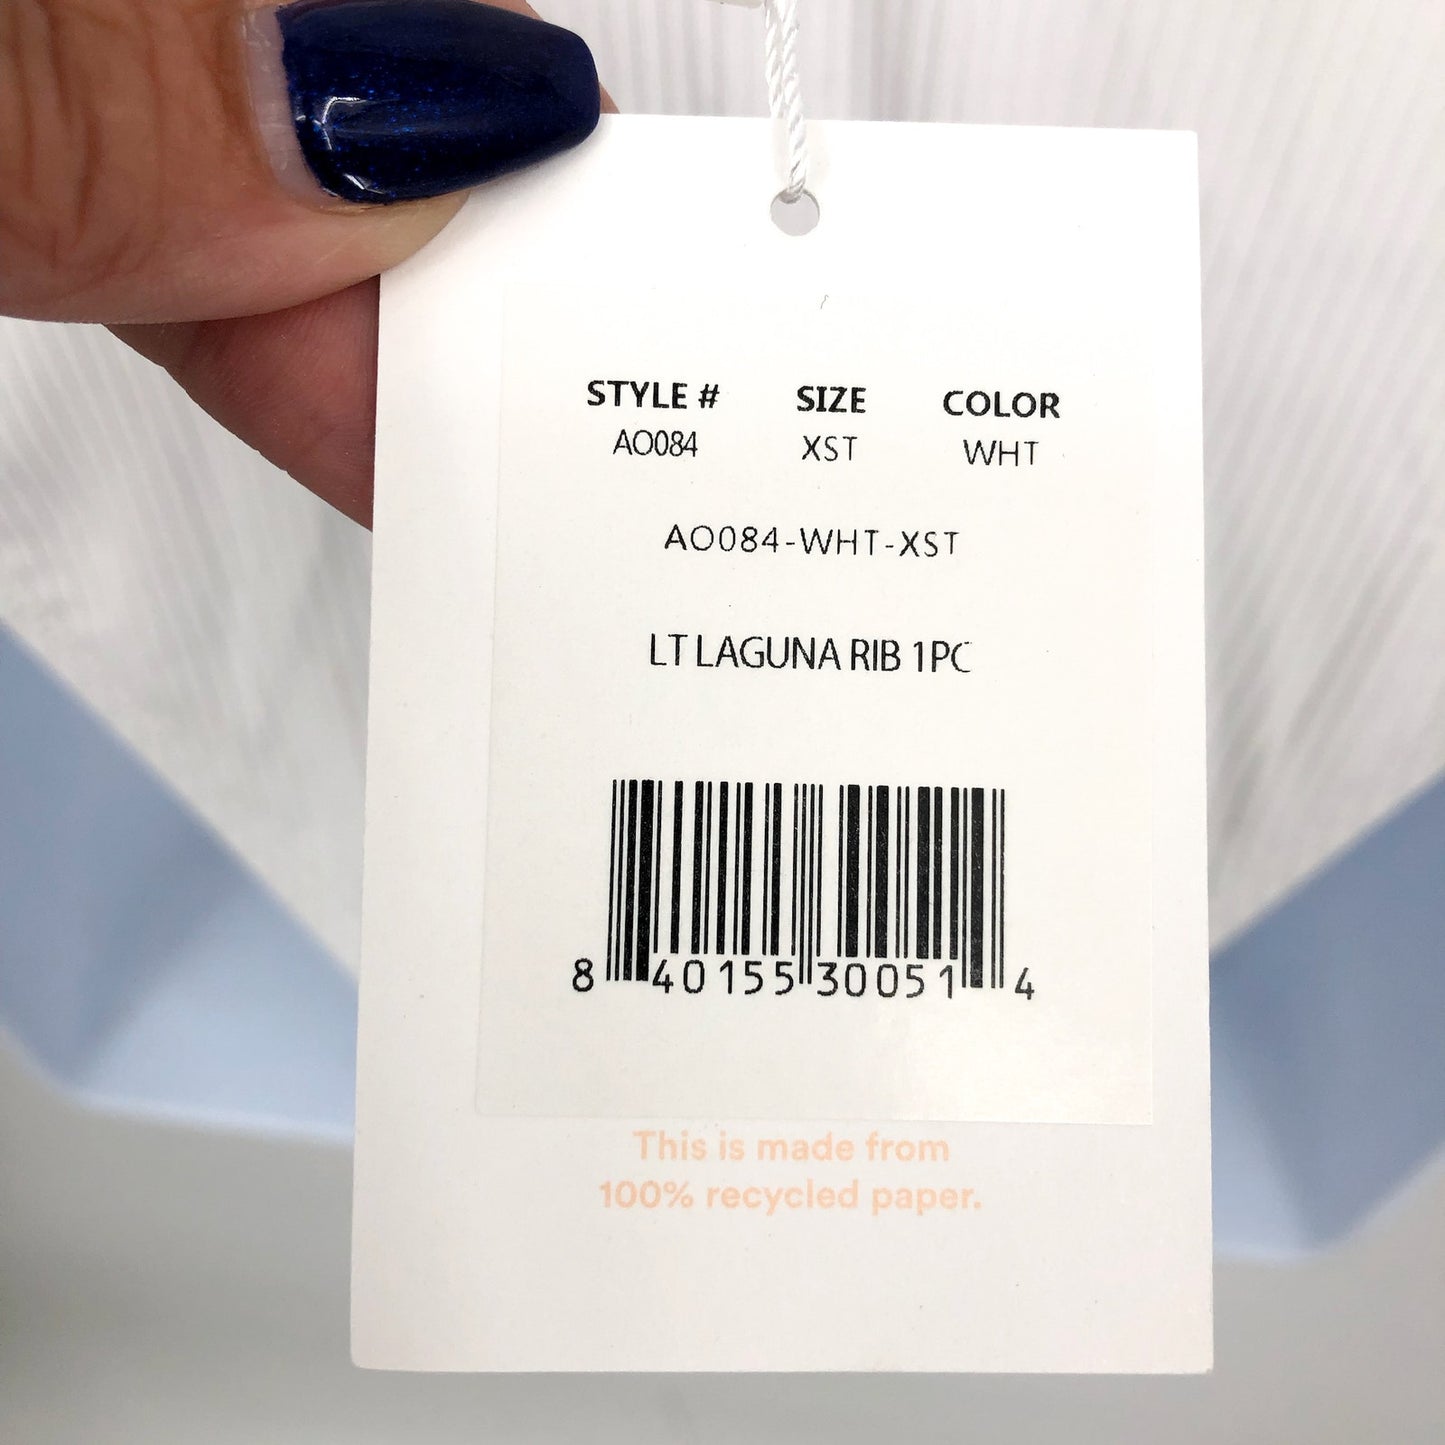 STYLE # SIZE COLOR
AO084 XST WHT
AO084-WHT-XST
LT LAGUNA RIB 1PC
8 40155 30051 4
This is made from
100% recycled paper.